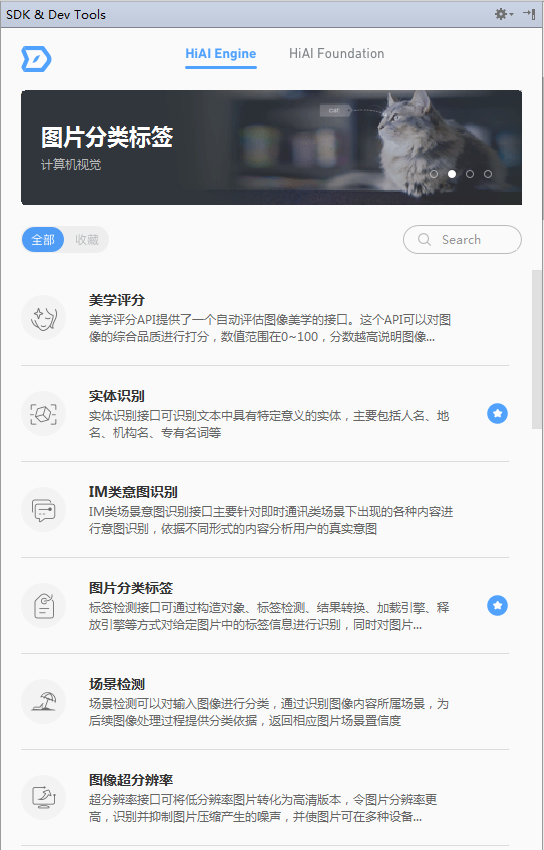 SDK & Dev Tools
HiAI Engine
HiAI Foundation
cat
图片分类标签
计算机视觉
全部
收藏
Search
美学评分
美学评分API提供了一个自动评估图像美学的接口。这个API可以对图
像的综合品质进行打分，数值范围在0~100，分数越高说明图像...
实体识别
实体识别接口可识别文本中具有特定意义的实体，主要包括人名、地
名、机构名、专有名词等
IM类意图识别
IM类场景意图识别接口主要针对即时通讯类场景下出现的各种内容进
行意图识别，依据不同形式的内容分析用户的真实意图
图片分类标签
标签检测接口可通过构造对象、标签检测、结果转换、加载引擎、释
放引擎等方式对给定图片中的标签信息进行识别，同时对图片...
场景检测
场景检测可以对输入图像进行分类，通过识别图像内容所属场景，为
后续图像处理过程提供分类依据，返回相应图片场景置信度
图像超分辨率
超分辨率接口可将低分辨率图片转化为高清版本，令图片分辨率更
高，识别并抑制图片压缩产生的噪声，并使图片可在多种设备...